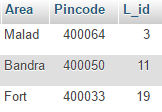 Area Pincode L_id
Malad 400064 3
Bandra 400050 11
Fort 400033 19